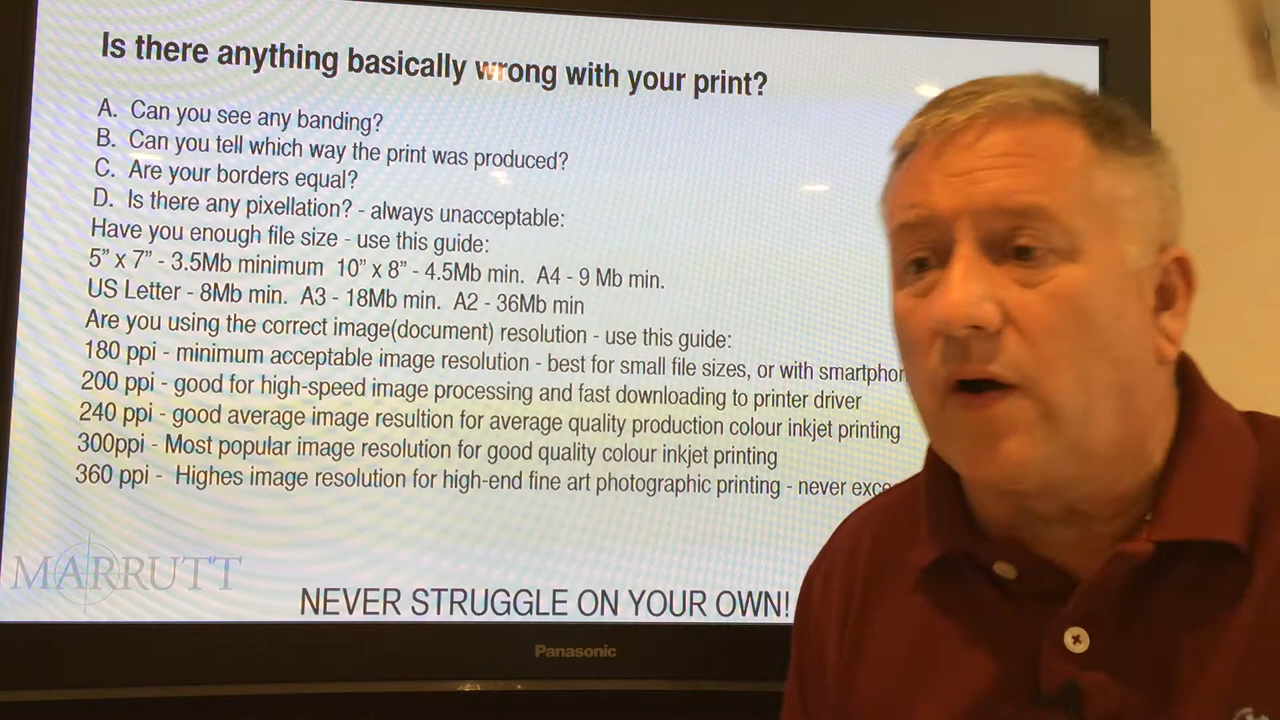 Is there anything basically wrong with your print?
A. Can you see any banding?
B. Can you tell which way the print was produced?
C. Are your borders equal?
D. Is there any pixellation? - always unacceptable:
Have you enough file size - use this guide:
5” x 7” - 3.5Mb minimum 10” x 8” - 4.5Mb min. A4 - 9 Mb min.
US Letter - 8Mb min. A3 - 18Mb min. A2 - 36Mb min
Are you using the correct image(document) resolution - use this guide:
180 ppi - minimum acceptable image resolution - best for small file sizes, or with
200 ppi - good for high-speed image processing and fast downloading to printer driver
240 ppi - good average image resultion for average quality production colour inkjet printing
300ppi - Most popular image resolution for good quality colour inkjet printing
360 ppi - Highes image resolution for high-end fine art photographic printing - never
MARRUTT
NEVER STRUGGLE ON YOUR OWN!
Panasonic